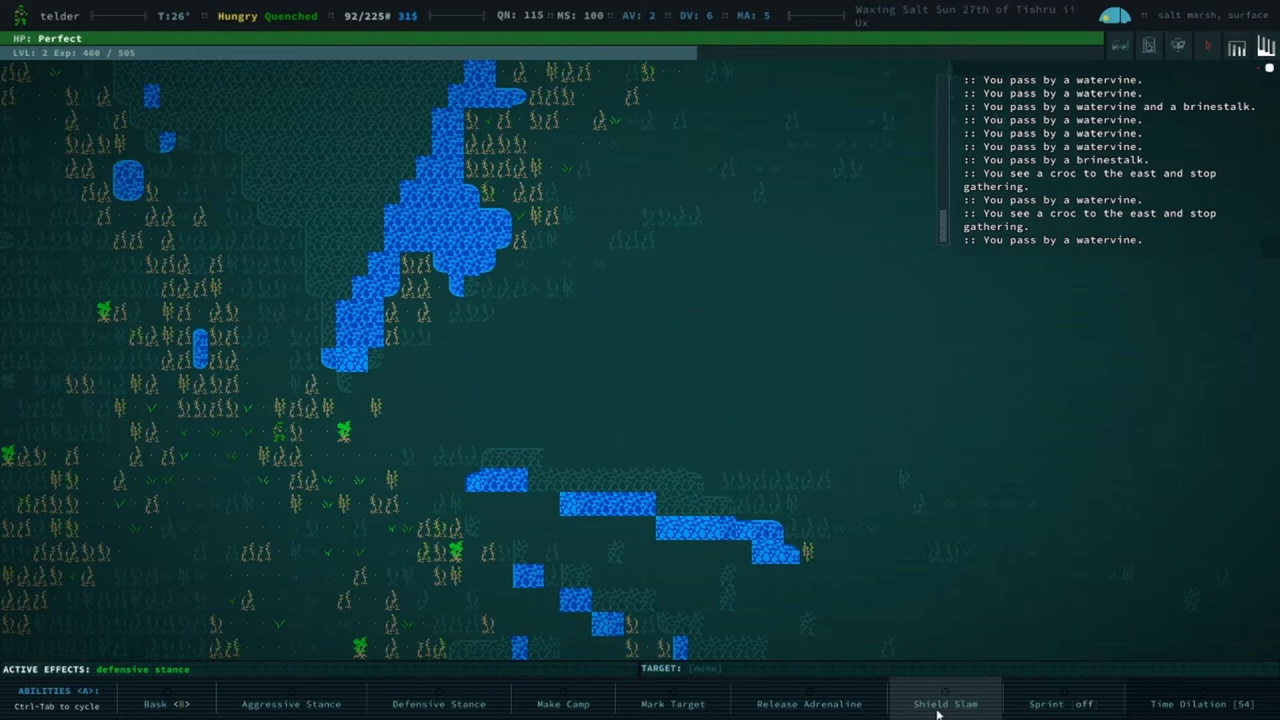 telder T:26° :: Hungry Quenched :: 92/225# 31$ QN: 115 :: MS: 100 :: AV: 2 :: DV: 6 :: MA: 5 Waxing Salt Sun 27th of Tishru ii :: salt marsh, surface
Ux
HP: Perfect
LVL: 2 Exp: 400 / 505
:: You pass by a watervine.
:: You pass by a watervine.
:: You pass by a watervine and a brinestalk.
:: You pass by a watervine.
:: You pass by a watervine.
:: You pass by a watervine.
:: You pass by a brinestalk.
:: You see a croc to the east and stop
gathering.
:: You pass by a watervine.
:: You see a croc to the east and stop
gathering.
:: You pass by a watervine.
ACTIVE EFFECTS: defensive stance TARGET: [none]
ABILITIES <A>:
Ctrl-Tab to cycle Bask <B> Aggressive Stance Defensive Stance Make Camp Mark Target Release Adrenaline Shield Slam Sprint [off] Time Dilation [54]